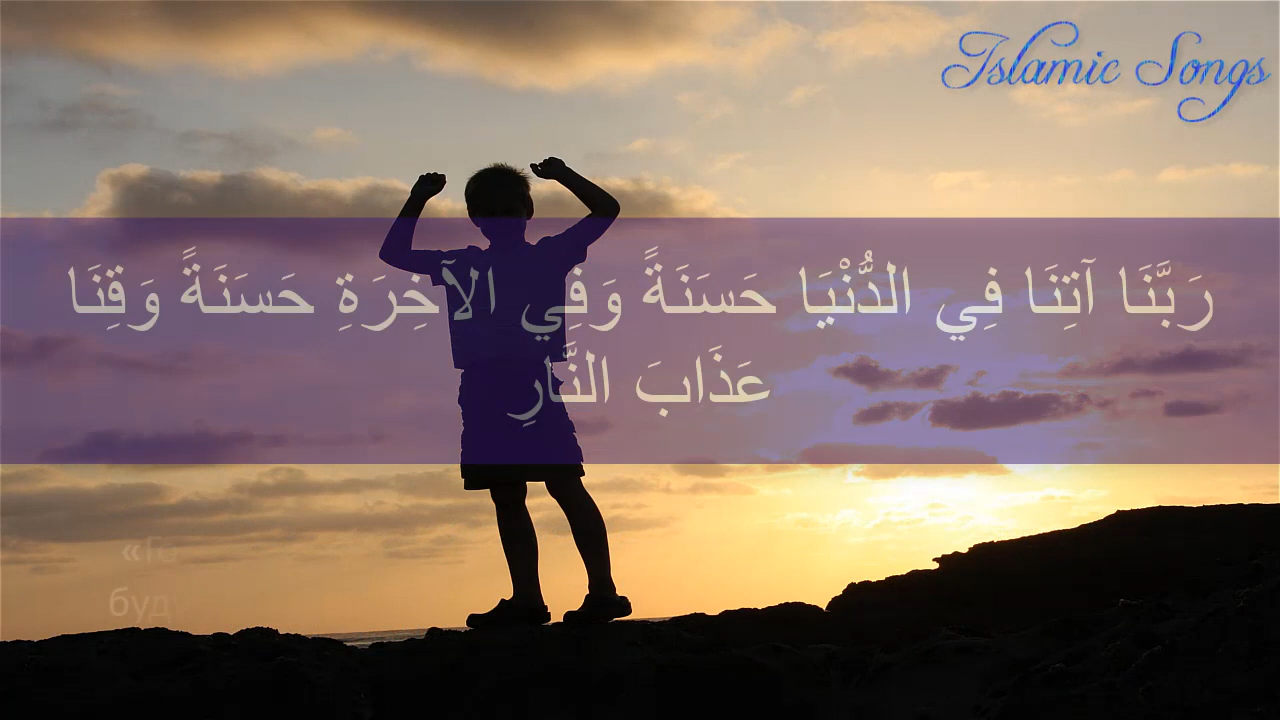 Islamic Songs
رَبَّنَا آتِنَا فِي الدُّنْيَا حَسَنَةً وَفِي الآخِرَةِ حَسَنَةً وَقِنَا
عَذَابَ النَّارِ